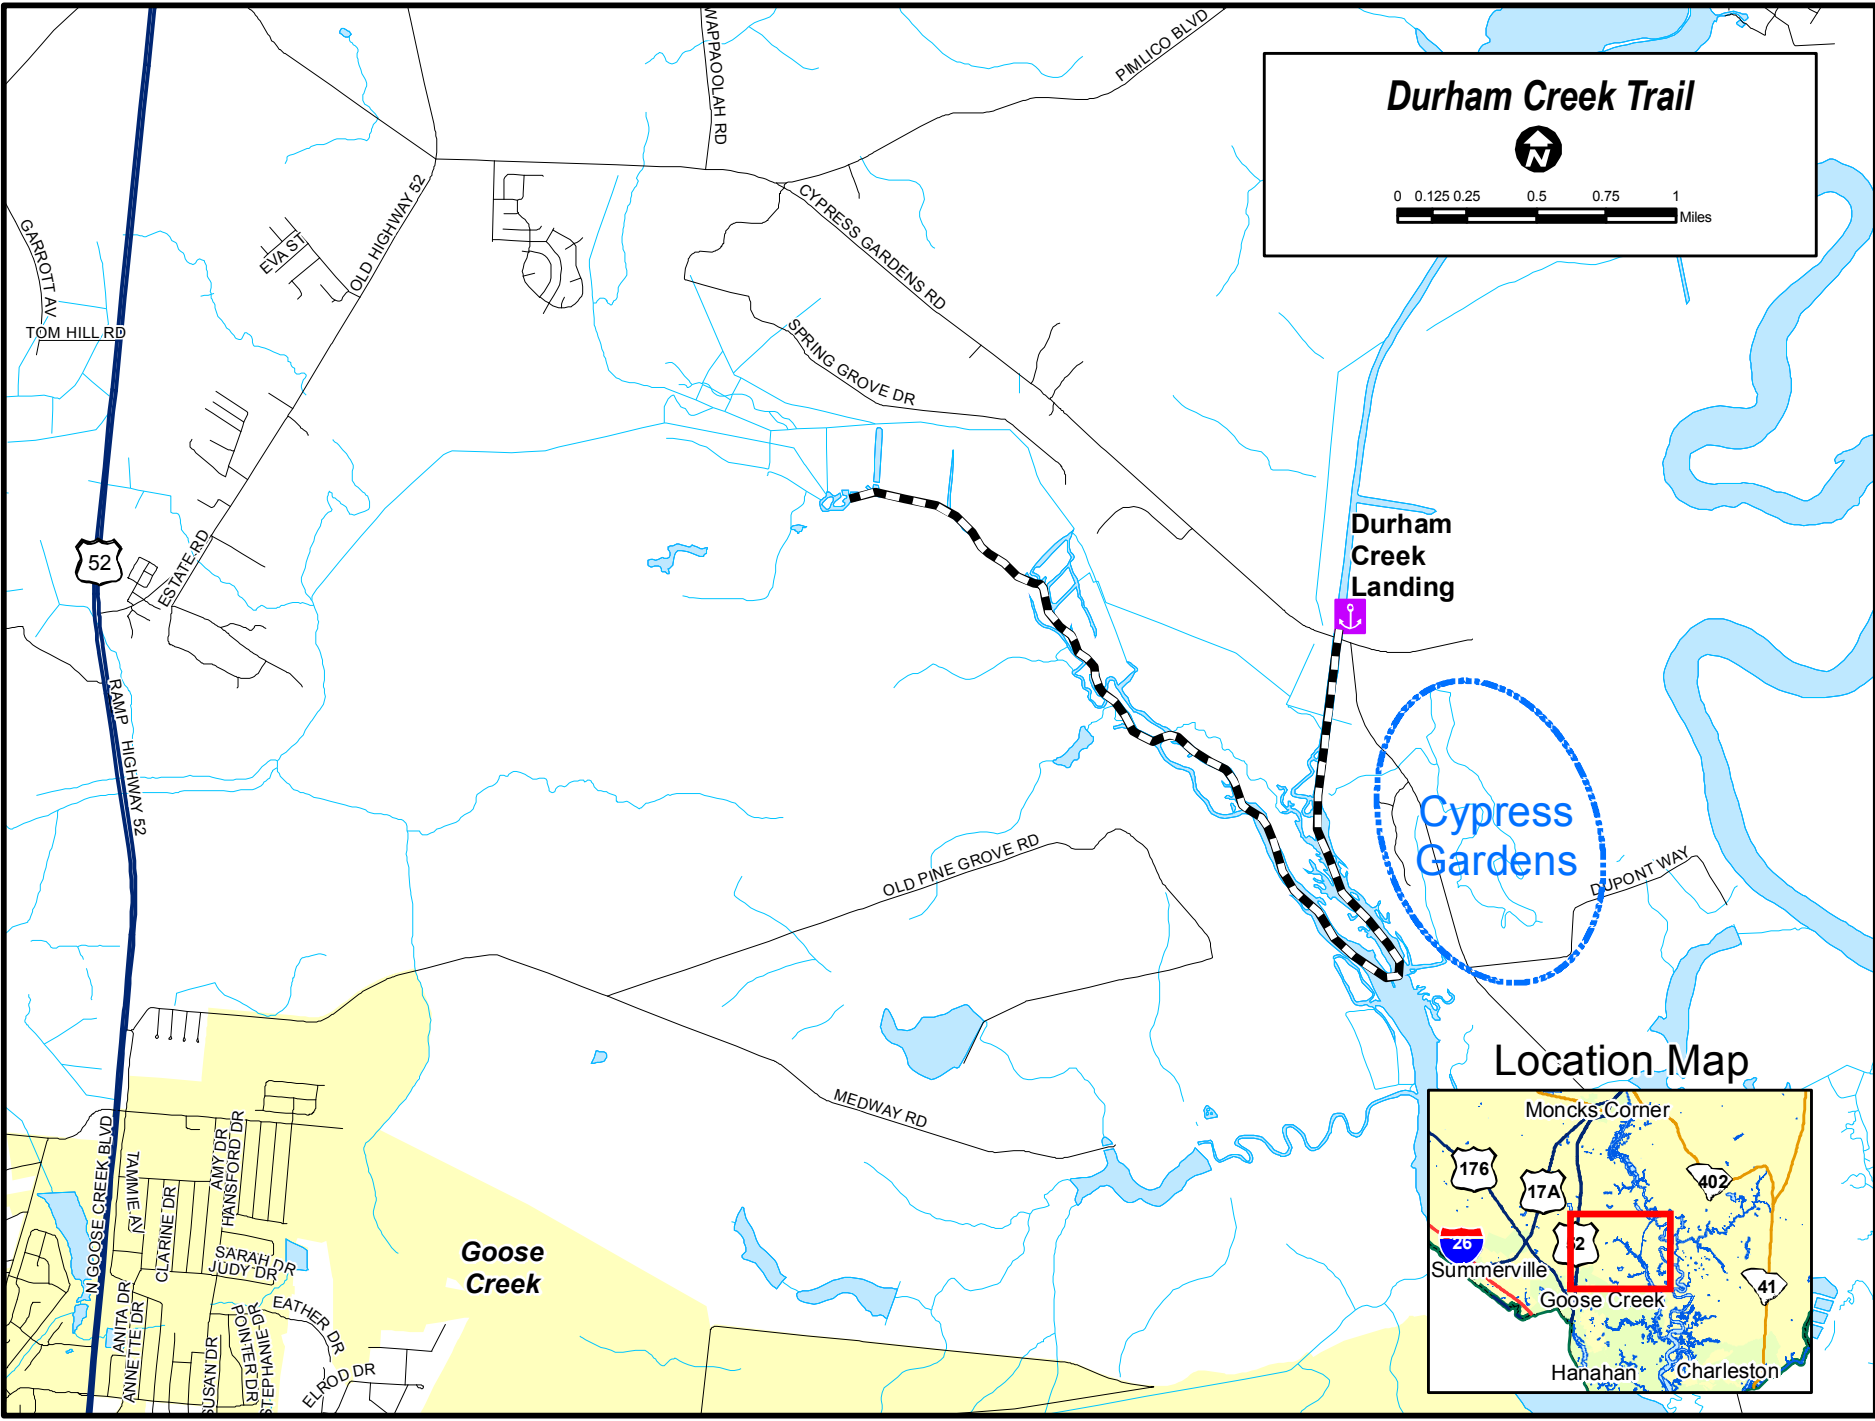 Durham Creek Trail
N
0 0.125 0.25 0.5 0.75 1
Miles
WAPPAOOLAH RD
PIMLICO BLVD
GARROTT AV
TOM HILL RD
EVA ST
OLD HIGHWAY 52
CYPRESS GARDENS RD
SPRING GROVE DR
52
ESTATE RD
RAMP
HIGHWAY 52
Durham
Creek
Landing
Cypress
Gardens
DUPONT WAY
OLD PINE GROVE RD
MEDWAY RD
N GOOSE CREEK BLVD
TAMMIE AV
CLARINE DR
AMY DR
HANSFORD DR
SARAH DR
JUDY DR
ANITA DR
ANNETTE DR
SUSAN DR
POINTER DR
STEPHANIE DR
EATHER DR
ELROD DR
Goose
Creek
Location Map
Moncks Corner
176
17A
402
26
52
Summerville
Goose Creek
41
Hanahan
Charleston